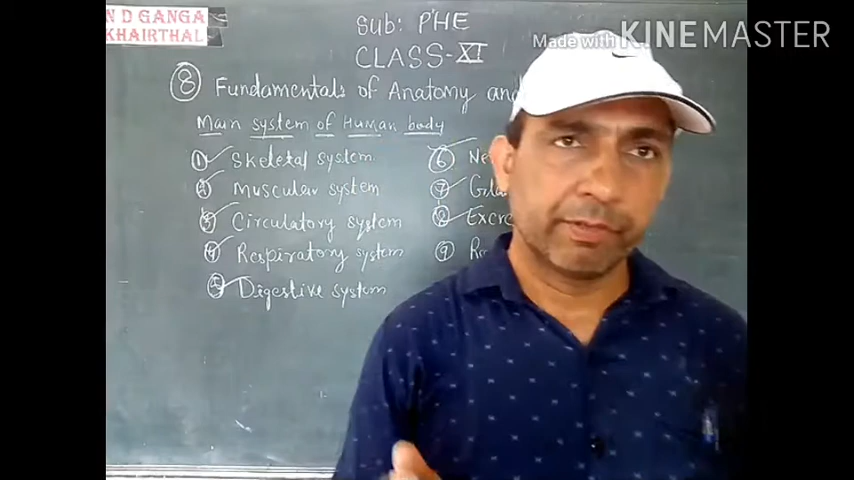 N D GANGA
KHAIRTHAL
Sub: PHE
CLASS-XI
Made with KINEMASTER
⑧ Fundamentals of Anatomy and
Main system of Human body
① Skeletal system
② Muscular system
③ Circulatory system
④ Respiratory system
⑤ Digestive system
⑥
⑦
⑧
⑨